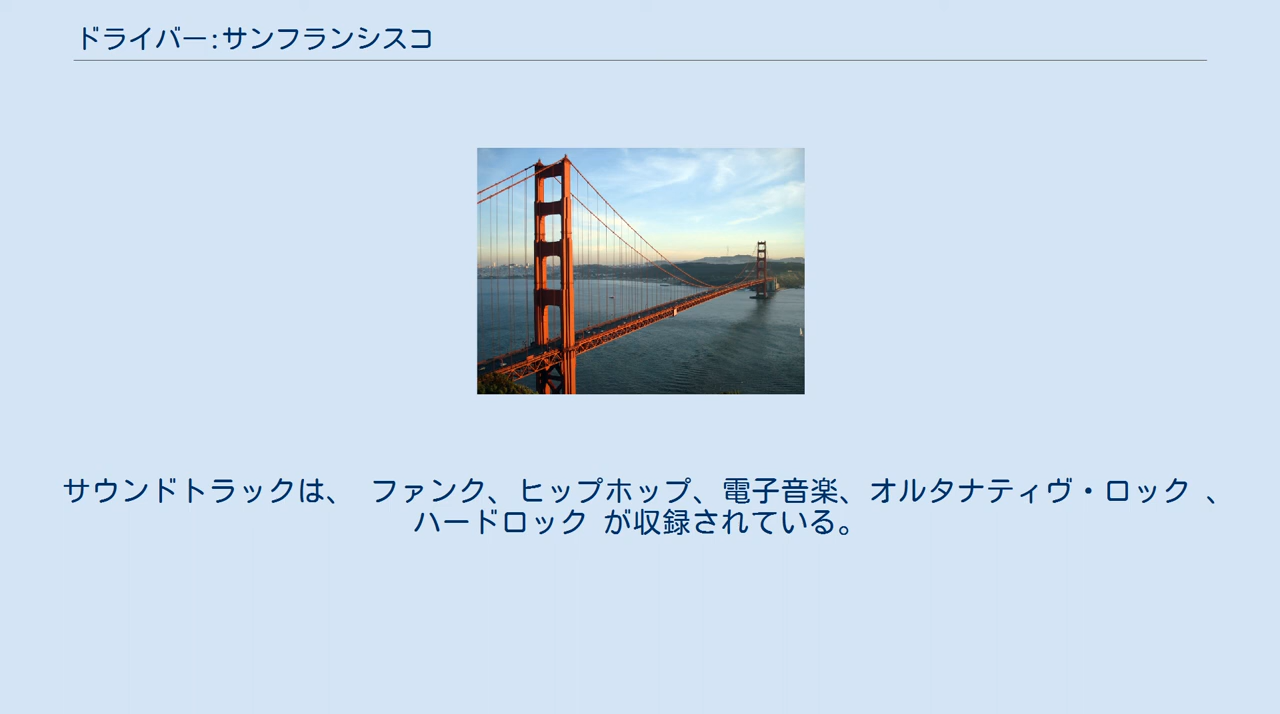 ドライバー:サンフランシスコ
サウンドトラックは、 ファンク、ヒップホップ、電子音楽、オルタナティヴ・ロック 、
ハードロック が収録されている。